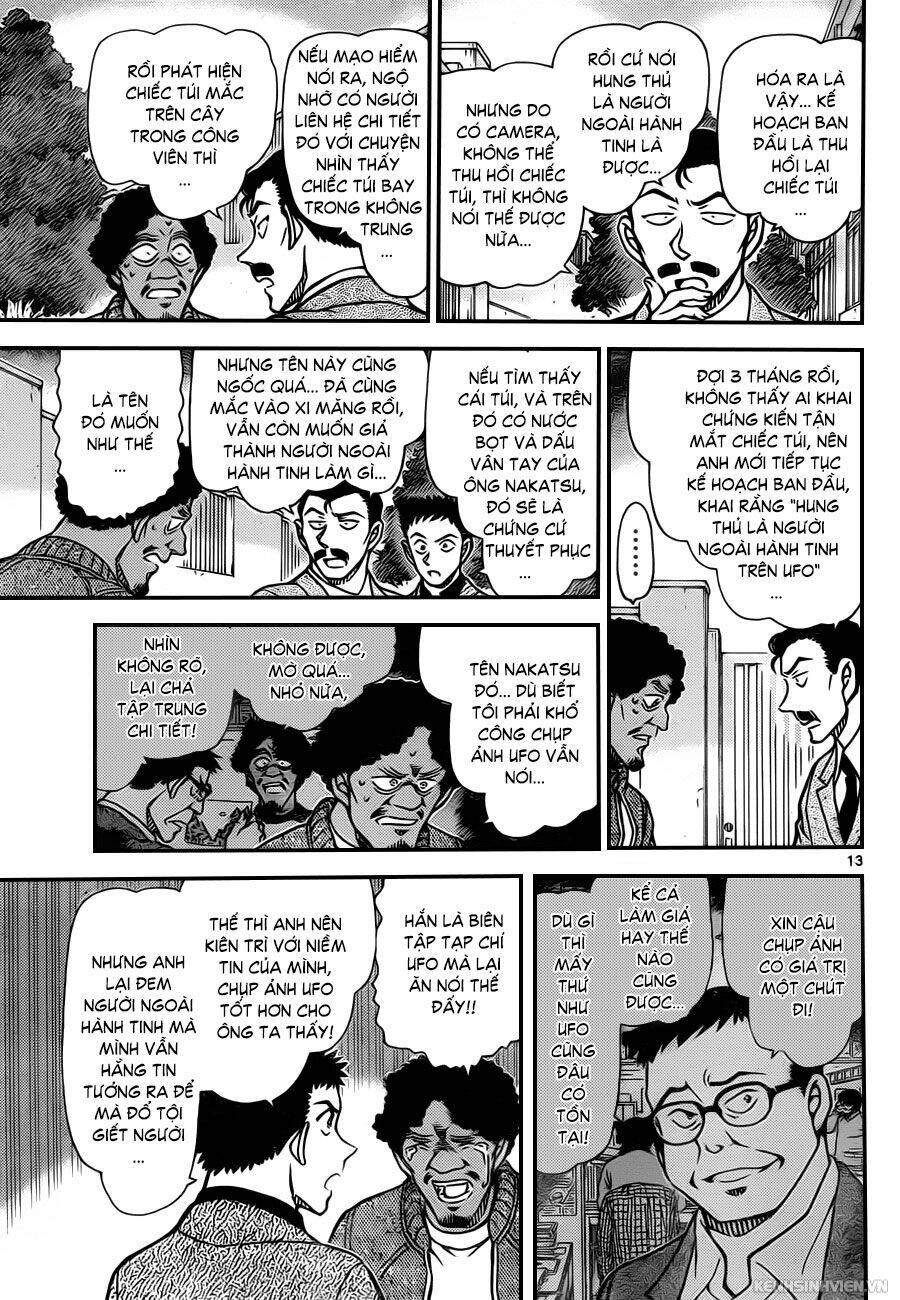 HÓA RA LÀ
VẬY... KẾ
HOẠCH BAN
ĐẦU LÀ THU
HỒI LẠI
CHIẾC TÚI
...
RỒI CỨ NÓI
HUNG THỦ
LÀ NGƯỜI
NGOÀI HÀNH
TINH LÀ
ĐƯỢC...
NHƯNG DO
CÓ CAMERA,
KHÔNG THỂ
THU HỒI CHIẾC
TÚI, THÌ KHÔNG
NÓI THẾ ĐƯỢC
NỮA...
NẾU MẠO HIỂM
NÓI RA, NGỘ
NHỠ CÓ NGƯỜI
LIÊN HỆ CHI TIẾT
ĐÓ VỚI CHUYỆN
NHÌN THẤY
CHIẾC TÚI BAY
TRONG KHÔNG
TRUNG
...
RỒI PHÁT HIỆN
CHIẾC TÚI MẮC
TRÊN CÂY
TRONG CÔNG
VIÊN THÌ
...
ĐỢI 3 THÁNG RỒI,
KHÔNG THẤY AI KHAI
CHỨNG KIẾN TẬN
MẮT CHIẾC TÚI, NÊN
ANH MỚI TIẾP TỤC
KẾ HOẠCH BAN ĐẦU,
KHAI RẰNG "HUNG
THỦ LÀ NGƯỜI
NGOÀI HÀNH TINH
TRÊN UFO"
...
......
NẾU TÌM THẤY
CÁI TÚI, VÀ TRÊN
ĐÓ CÓ NƯỚC
BỌT VÀ DẤU
VÂN TAY CỦA
ÔNG NAKATSU,
ĐÓ SẼ LÀ
CHỨNG CỨ
THUYẾT PHỤC
...
NHƯNG TÊN NÀY CŨNG
NGỐC QUÁ... ĐÃ CÙNG
MẮC VÀO XI MĂNG RỒI,
VẪN CÒN MUỐN GIẢ
THÀNH NGƯỜI NGOÀI
HÀNH TINH LÀM GÌ...
LÀ TÊN
ĐÓ MUỐN
NHƯ THẾ
...
TÊN NAKATSU
ĐÓ... DÙ BIẾT
TÔI PHẢI KHỔ
CÔNG CHỤP
ẢNH UFO VẪN
NÓI...
KHÔNG ĐƯỢC,
MỜ QUÁ...
NHỎ NỮA,
NHÌN
KHÔNG RÕ,
LẠI CHẢ
TẬP TRUNG
CHI TIẾT!
13
XIN CẬU
CHỤP ẢNH
CÓ GIÁ TRỊ
MỘT CHÚT
ĐI!
KỂ CẢ
LÀM GIẢ
HAY THẾ
NÀO
CŨNG
ĐƯỢC...
DÙ GÌ
THÌ
MẤY
THỨ
NHƯ
UFO
CŨNG
ĐÂU
CÓ
TỒN
TẠI!
HẮN LÀ BIÊN
TẬP TẠP CHÍ
UFO MÀ LẠI
ĂN NÓI THẾ
ĐẤY!!
THẾ THÌ ANH NÊN
KIÊN TRÌ VỚI NIỀM
TIN CỦA MÌNH,
CHỤP ẢNH UFO
TỐT HƠN CHO
ÔNG TA THẤY!
NHƯNG ANH
LẠI ĐEM
NGƯỜI NGOÀI
HÀNH TINH MÀ
MÌNH VẪN
HẰNG TIN
TƯỞNG RA ĐỂ
MÀ ĐỔ TỘI
GIẾT NGƯỜI
...
KENHSINHVIEN.VN